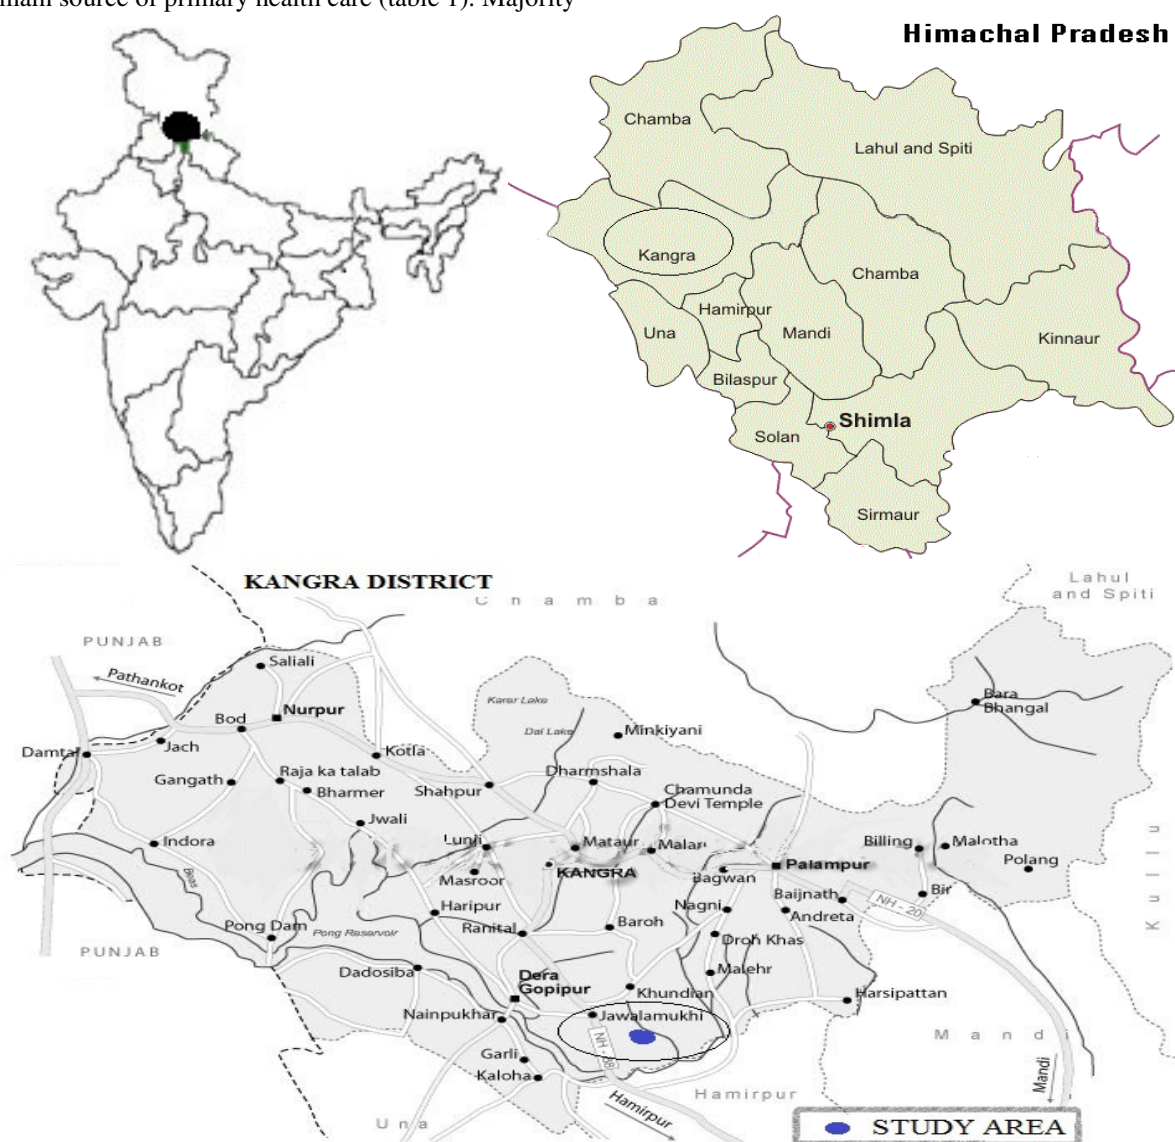 main source of primary health care (table 1). Majority
Himachal Pradesh
Chamba
Lahul and Spiti
Kangra
Chamba
Hamirpur
Una
Mandi
Kinnaur
Bilaspur
Shimla
Solan
Sirmaur
KANGRA DISTRICT
Chamba
Lahul
and Spiti
PUNJAB
Saliali
Pathankot
Nurpur
Bod
Karer Lake
Bara
Bhangal
Damtal
Jach
Kotla
Dal Lake
Minkiyani
Gangath
Raja ka talab
Bharmer
Shahpur
Dharmshala
Chamunda
Devi Temple
Jwali
Indora
Lunji
Mataur
Malan
Billing
Malotha
Palampur
Polang
Masroor
KANGRA
Bagwan
Beas
Baijnath
Bir
NH - 20
Kullu
Haripur
Nagni
Andreta
Pong Dam
Pong Reservoir
Ranital
Baroh
Droh Khas
PUNJAB
Dadosiba
Dera
Gopipur
Malehr
Khundian
Harsipattan
Nainpukhar
Jawalamukhi
Mandi
Garli
NH - 88
Kaloha
Mandi
Hamirpur
Hamirpur
Una
STUDY AREA